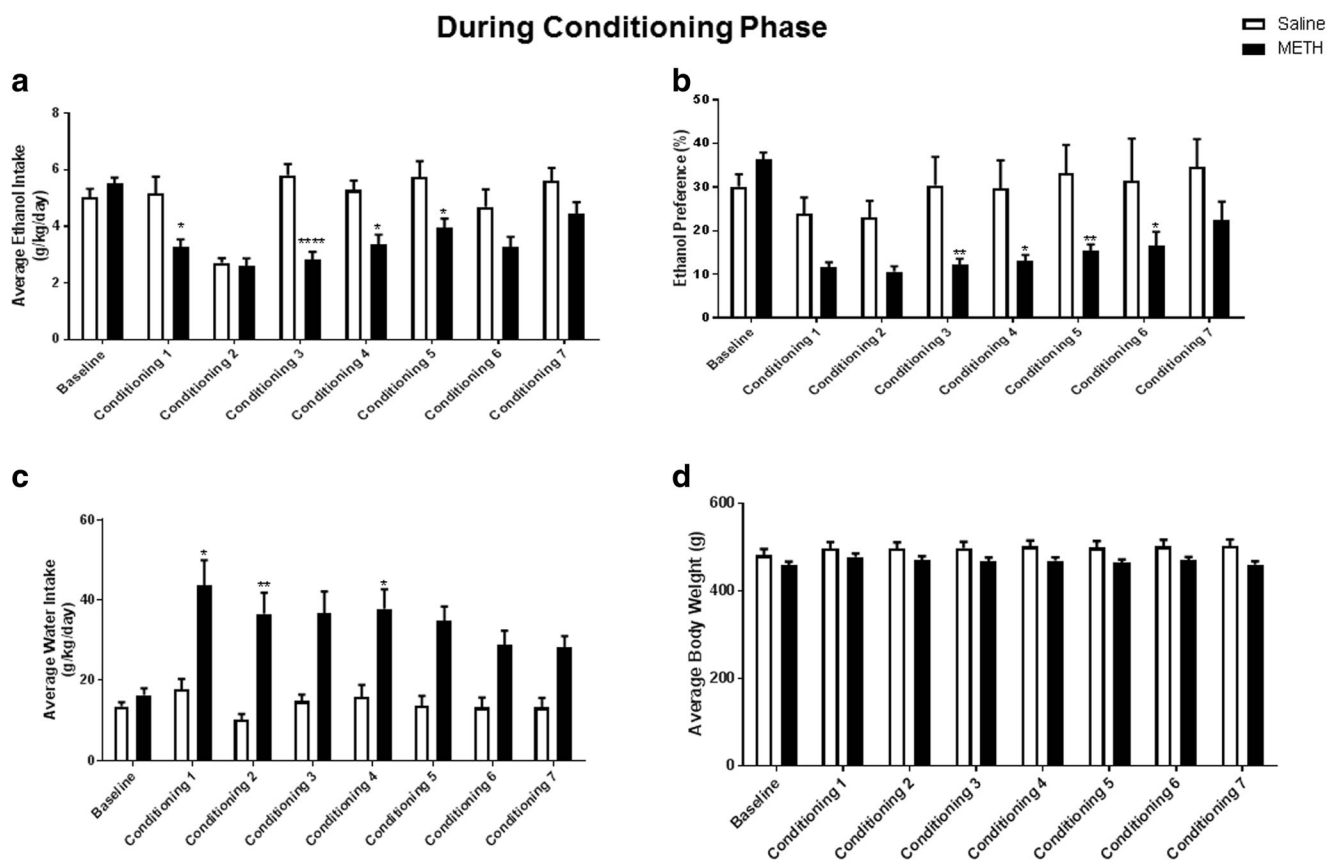 During Conditioning Phase
Saline
METH
a
Average Ethanol Intake
(g/kg/day)
8
6
4
2
0
*
****
*
*
Baseline
Conditioning 1
Conditioning 2
Conditioning 3
Conditioning 4
Conditioning 5
Conditioning 6
Conditioning 7
b
Ethanol Preference (%)
50
40
30
20
10
0
**
*
**
*
Baseline
Conditioning 1
Conditioning 2
Conditioning 3
Conditioning 4
Conditioning 5
Conditioning 6
Conditioning 7
c
Average Water Intake
(g/kg/day)
60
40
20
0
*
**
*
Baseline
Conditioning 1
Conditioning 2
Conditioning 3
Conditioning 4
Conditioning 5
Conditioning 6
Conditioning 7
d
Average Body Weight (g)
600
400
200
0
Baseline
Conditioning 1
Conditioning 2
Conditioning 3
Conditioning 4
Conditioning 5
Conditioning 6
Conditioning 7